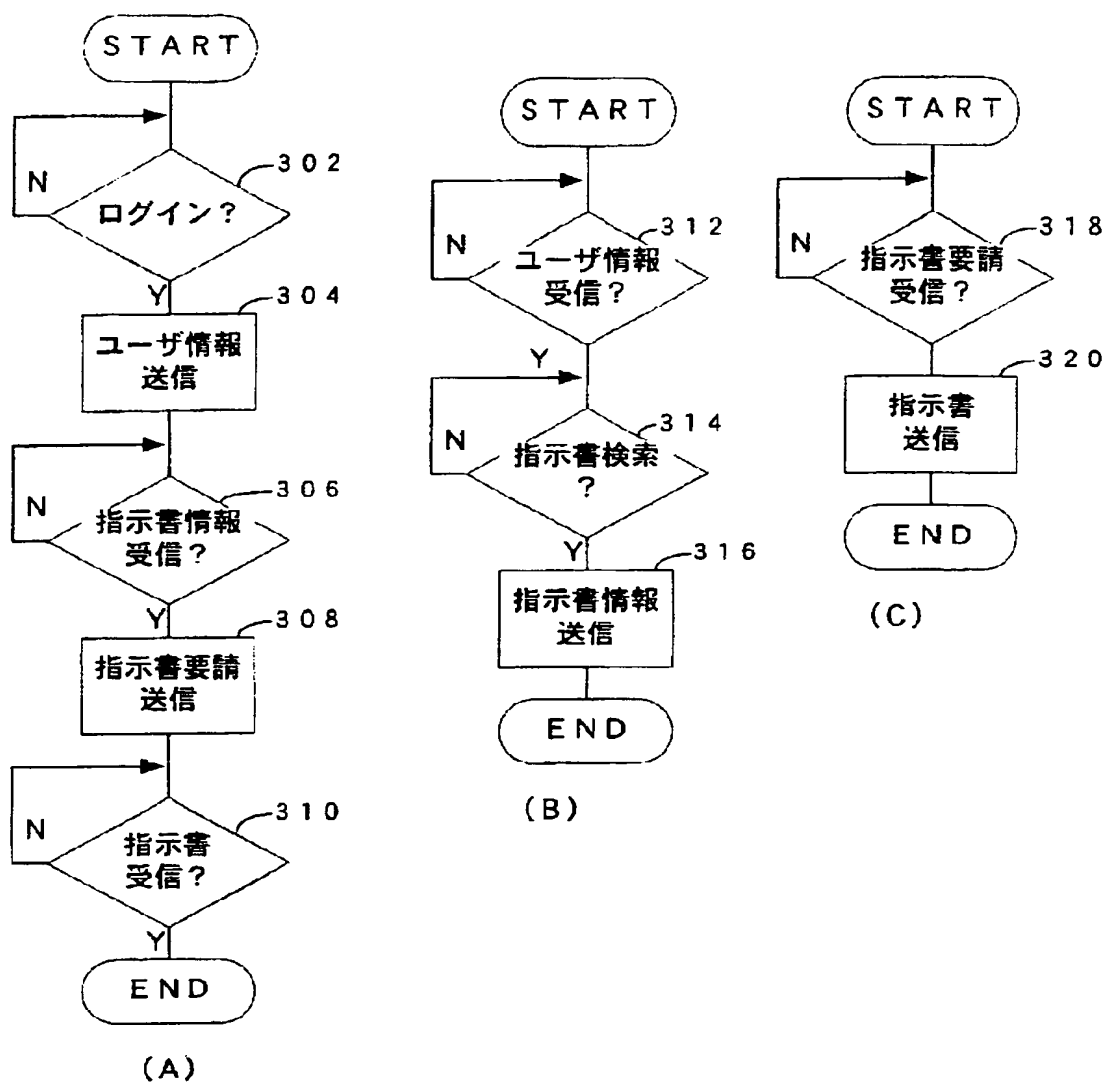 START
302
N
ログイン？
Y
304
ユーザ情報
送信
306
N
指示書情報
受信？
Y
308
指示書要請
送信
310
N
指示書
受信？
Y
END
(A)
START
312
N
ユーザ情報
受信？
Y
314
N
指示書検索
？
Y
316
指示書情報
送信
END
(B)
START
318
N
指示書要請
受信？
320
指示書
送信
END
(C)